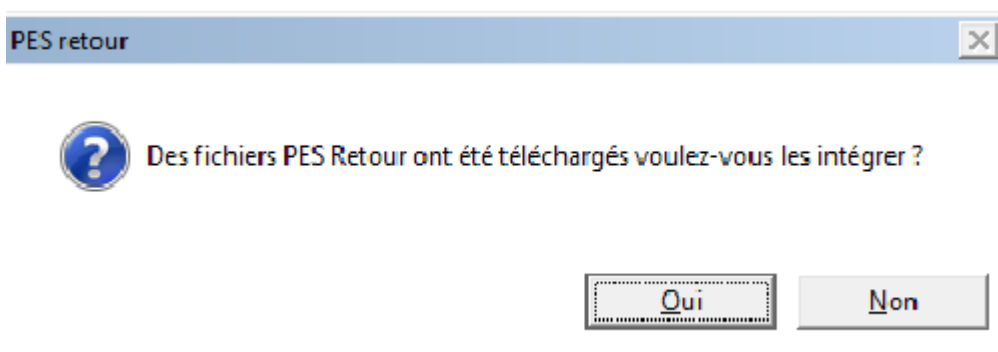 PES retour
Des fichiers PES Retour ont été téléchargés voulez-vous les intégrer ?
Oui Non